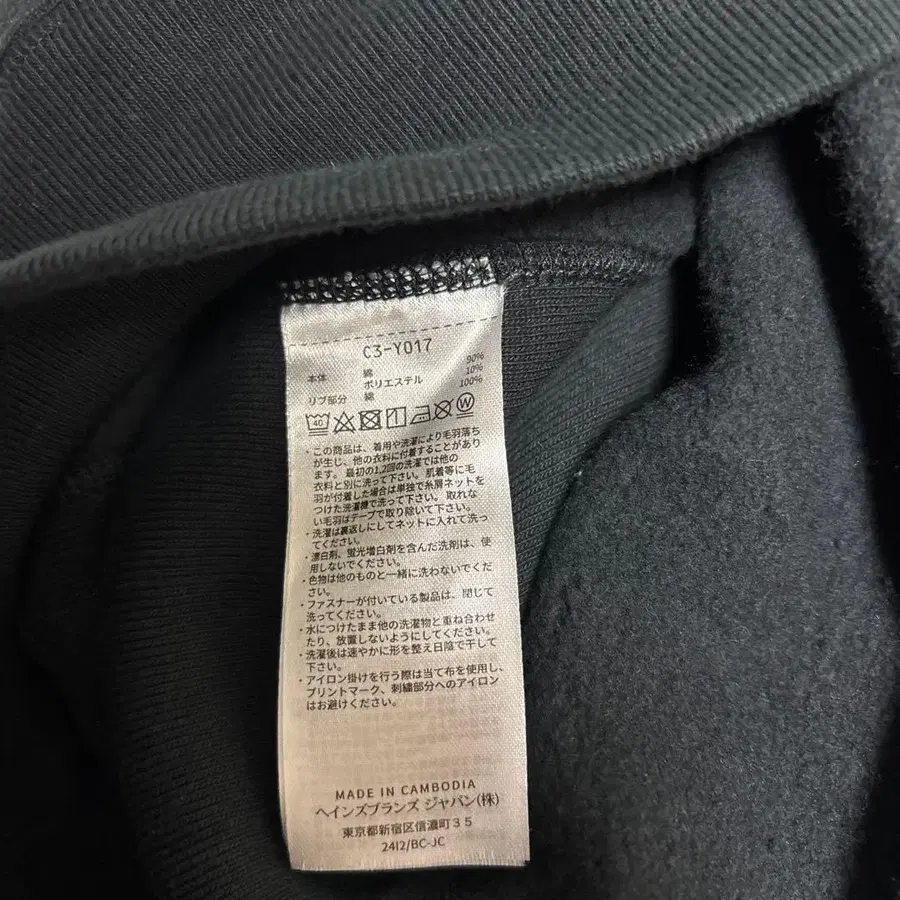 C3-Y017
本体 綿 90%
ポリエステル 10%
リブ部分 綿 100%
40 W
・この商品は、着用や洗濯により毛羽落ち
が生じ、他の衣料に付着することがあり
ます。最初の1,2回の洗濯では他の
衣料と別に洗って下さい。肌着等に毛
羽が付着した場合は単独で糸屑ネットを
つけた洗濯機で洗って下さい。取れな
い毛羽はテープで取り除いて下さい。
・洗濯は裏返しにしてネットに入れて洗っ
てください。
・漂白剤、蛍光増白剤を含んだ洗剤は、使
用しないでください。
・色物は他のものと一緒に洗わないでくだ
さい。
・ファスナーが付いている製品は、閉じて
洗ってください。
・水につけたまま他の洗濯物と重ね合わせ
たり、放置しないようにしてください。
・洗濯後は速やかに形を整え日陰で干して
下さい。
・アイロン掛けを行う際は当て布を使用し、
プリントマーク、刺繍部分へのアイロン
はお避けください。
MADE IN CAMBODIA
ヘインズブランズ ジャパン(株)
東京都新宿区信濃町35
2412/BC-JC